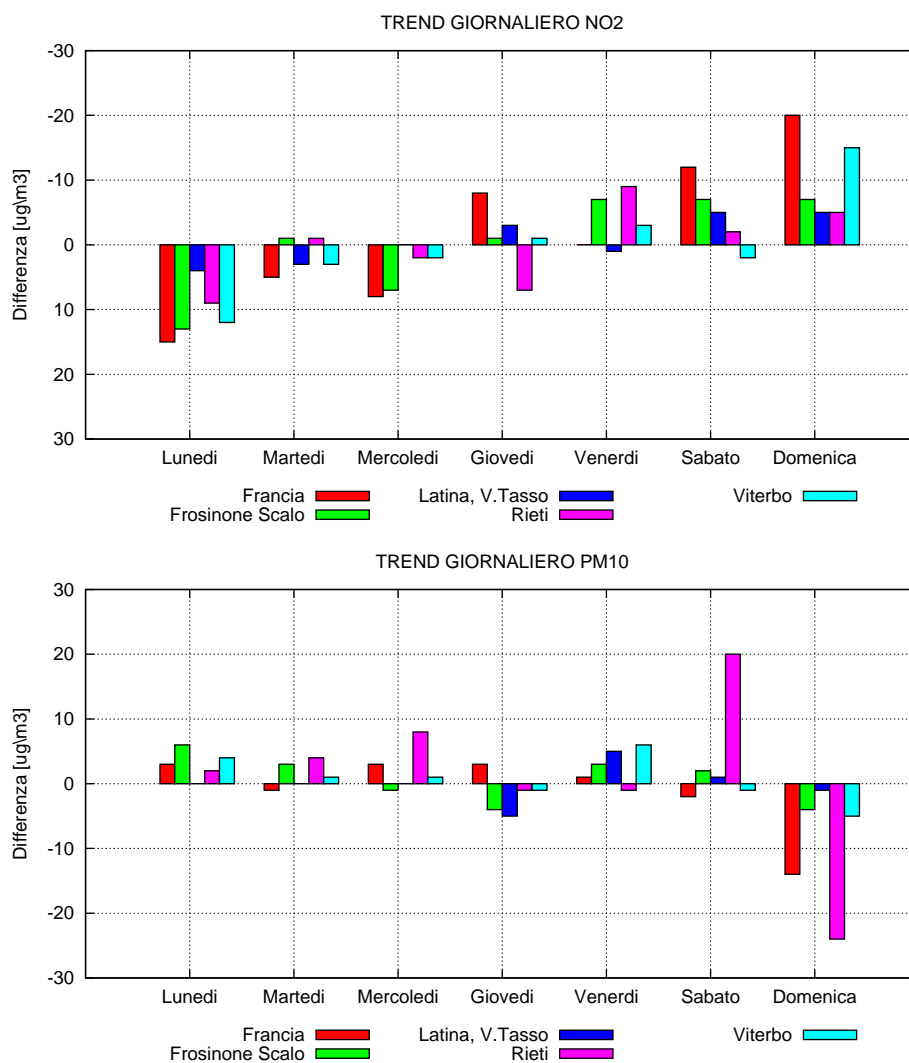 TREND GIORNALIERO NO2
-30
-20
-10
0
10
20
30
Differenza [ug\m3]
Lunedi Martedi Mercoledi Giovedi Venerdi Sabato Domenica
Francia Latina, V.Tasso Viterbo
Frosinone Scalo Rieti
TREND GIORNALIERO PM10
30
20
10
0
-10
-20
-30
Differenza [ug\m3]
Lunedi Martedi Mercoledi Giovedi Venerdi Sabato Domenica
Francia Latina, V.Tasso Viterbo
Frosinone Scalo Rieti